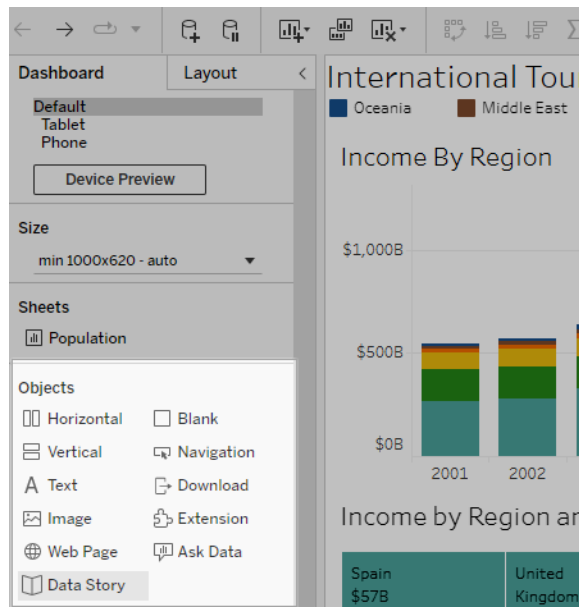 Dashboard
Layout
Default
Tablet
Phone
Device Preview
Size
min 1000x620 - auto
Sheets
Population
Objects
Horizontal
Blank
Vertical
Navigation
Text
Download
Image
Extension
Web Page
Ask Data
Data Story
International Tou
Oceania
Middle East
Income By Region
$1,000B
$500B
$0B
2001
2002
Income by Region an
Spain
$57B
United
Kingdom